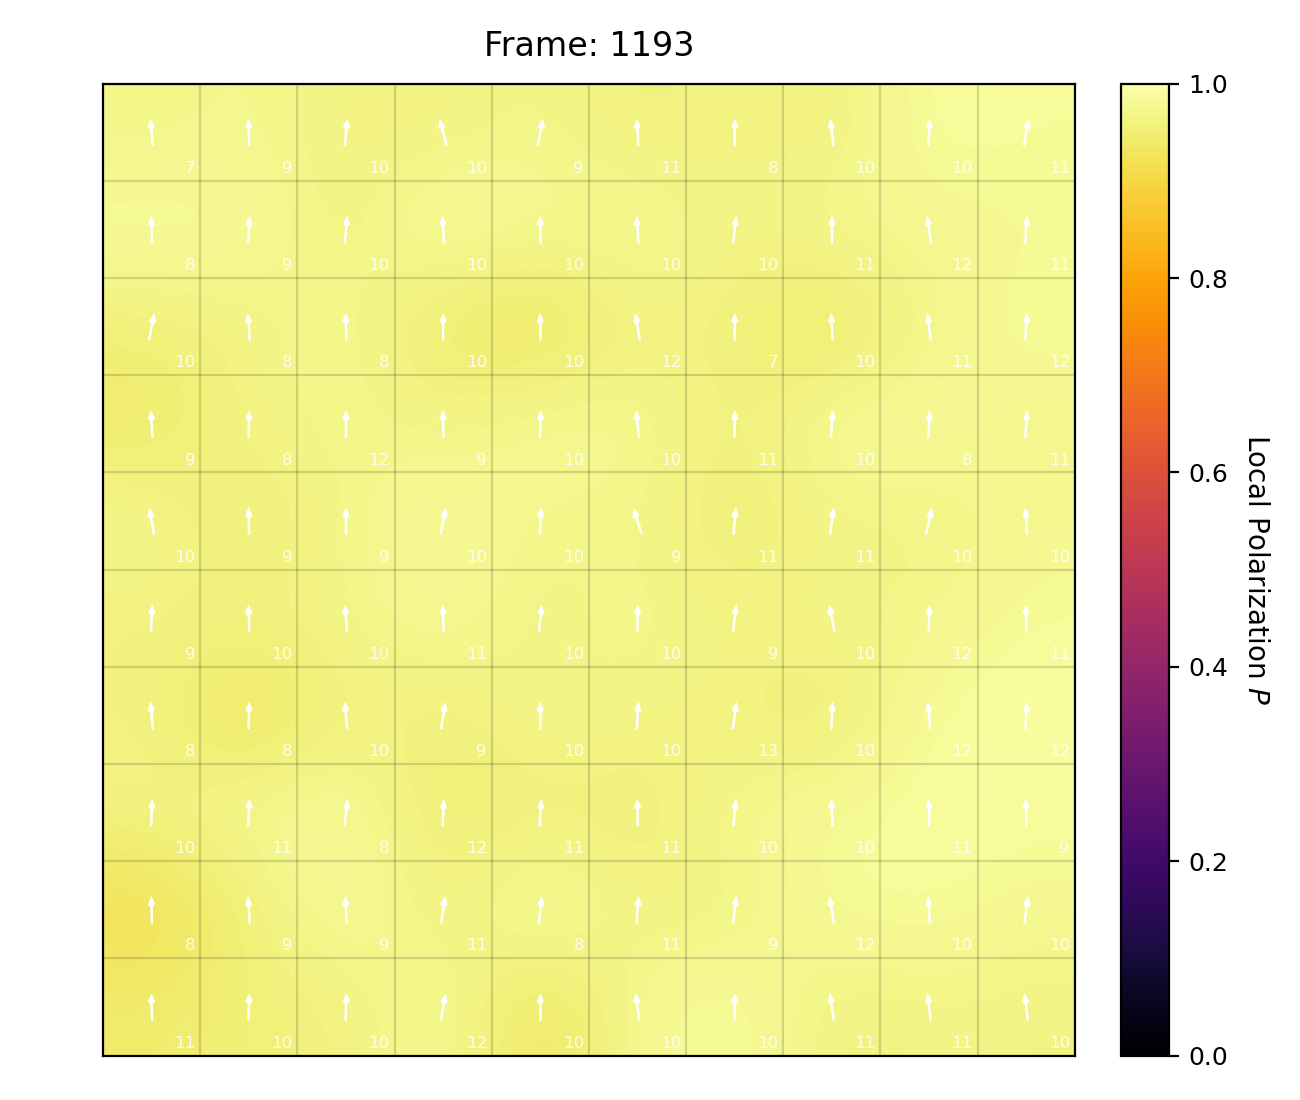 Frame: 1193
7 9 10 10 9 11 8 10 10 11
8 9 10 10 10 10 10 11 12 11
10 8 8 10 10 12 7 10 11 12
9 8 12 9 10 10 11 10 8 11
10 9 9 10 10 9 11 11 10 10
9 10 10 11 10 10 9 10 12 11
8 8 10 9 10 10 13 10 12 12
10 11 8 12 11 11 10 10 11 9
8 9 9 11 8 11 9 12 10 10
11 10 10 12 10 10 10 11 11 10
1.0
0.8
0.6
0.4
0.2
0.0
Local Polarization P